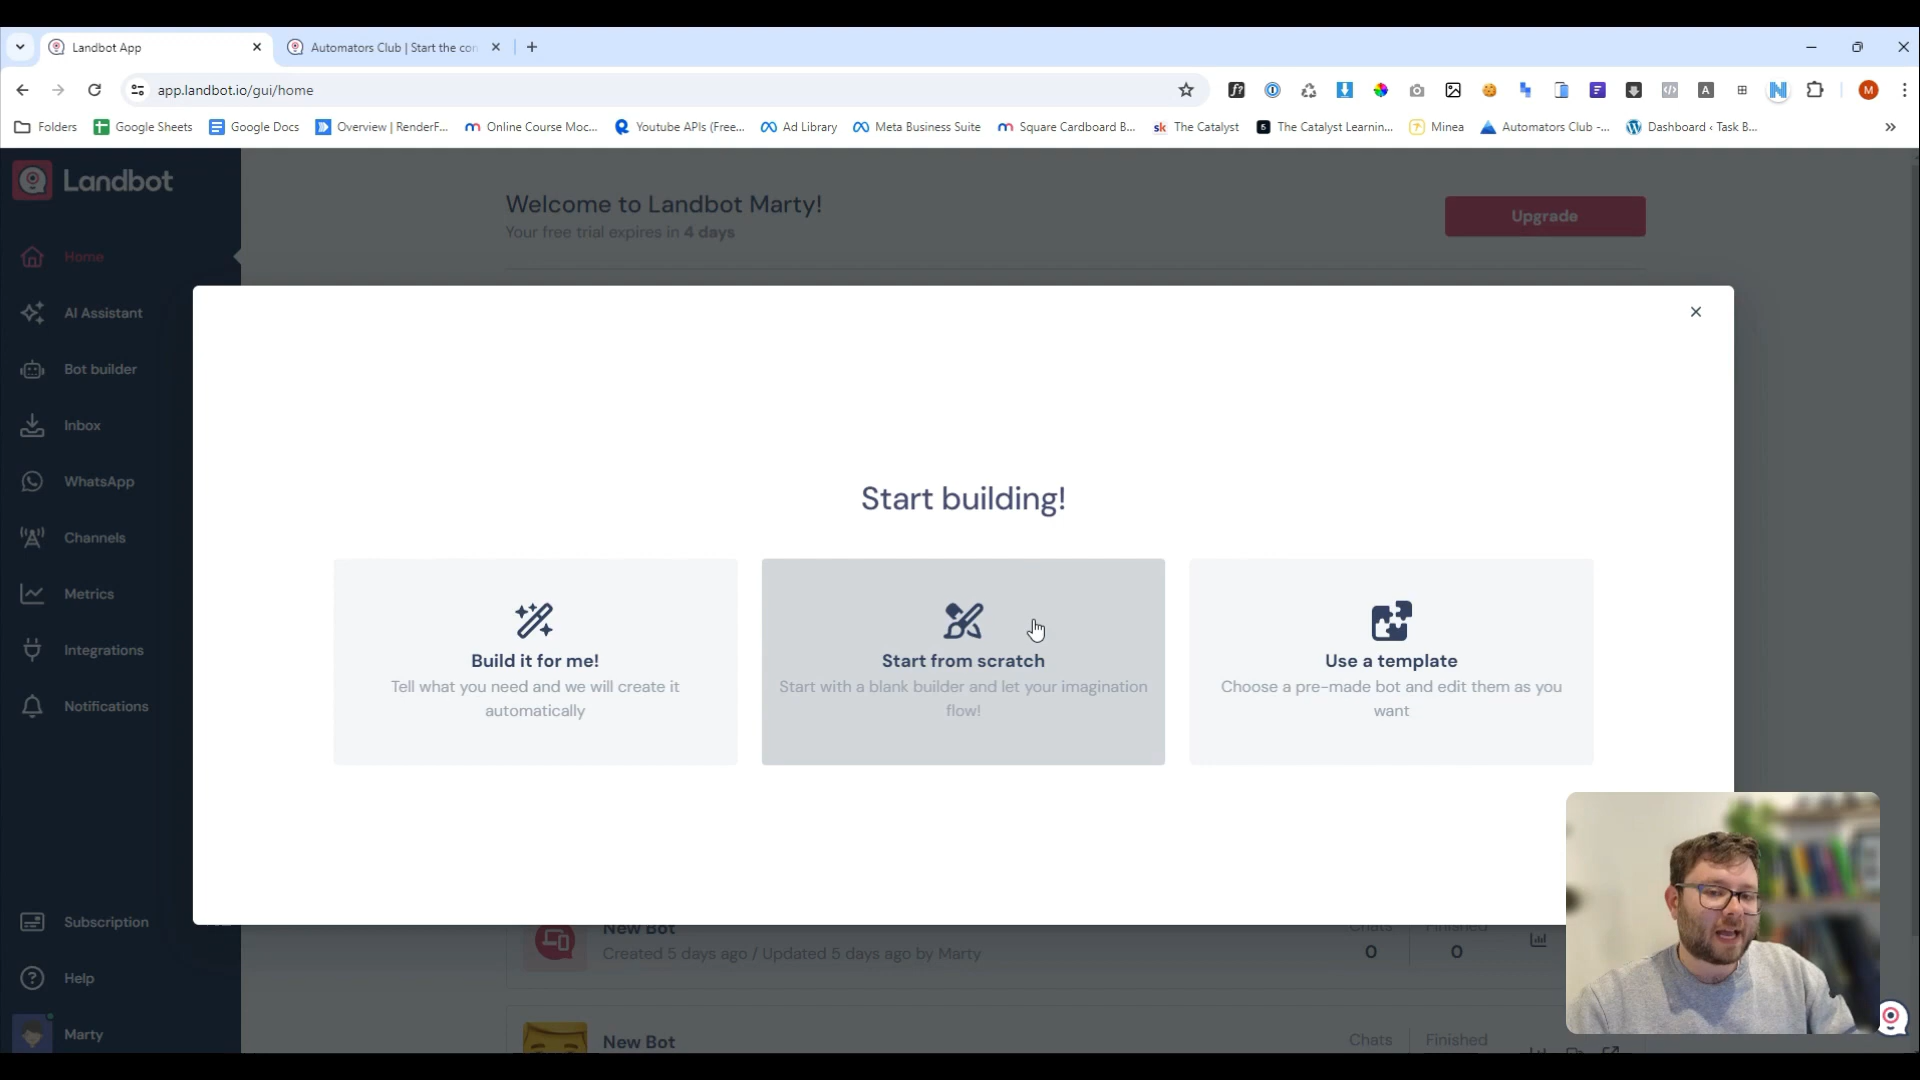 Landbot App
Automators Club | Start the con
app.landbot.io/gui/home
Folders
Google Sheets
Google Docs
Overview | RenderF...
Online Course Moc...
Youtube APIs (Free...
Ad Library
Meta Business Suite
Square Cardboard B...
The Catalyst
The Catalyst Learnin...
Minea
Automators Club -...
Dashboard ‹ Task B...
Landbot
Welcome to Landbot Marty!
Your free trial expires in 4 days
Upgrade
Home
AI Assistant
Bot builder
Inbox
WhatsApp
Channels
Metrics
Integrations
Notifications
Subscription
Help
Marty
Start building!
Build it for me!
Tell what you need and we will create it
automatically
Start from scratch
Start with a blank builder and let your imagination
flow!
Use a template
Choose a pre-made bot and edit them as you
want
New Bot
Created 5 days ago / Updated 5 days ago by Marty
Chats
0
Finished
0
New Bot
Chats
Finished